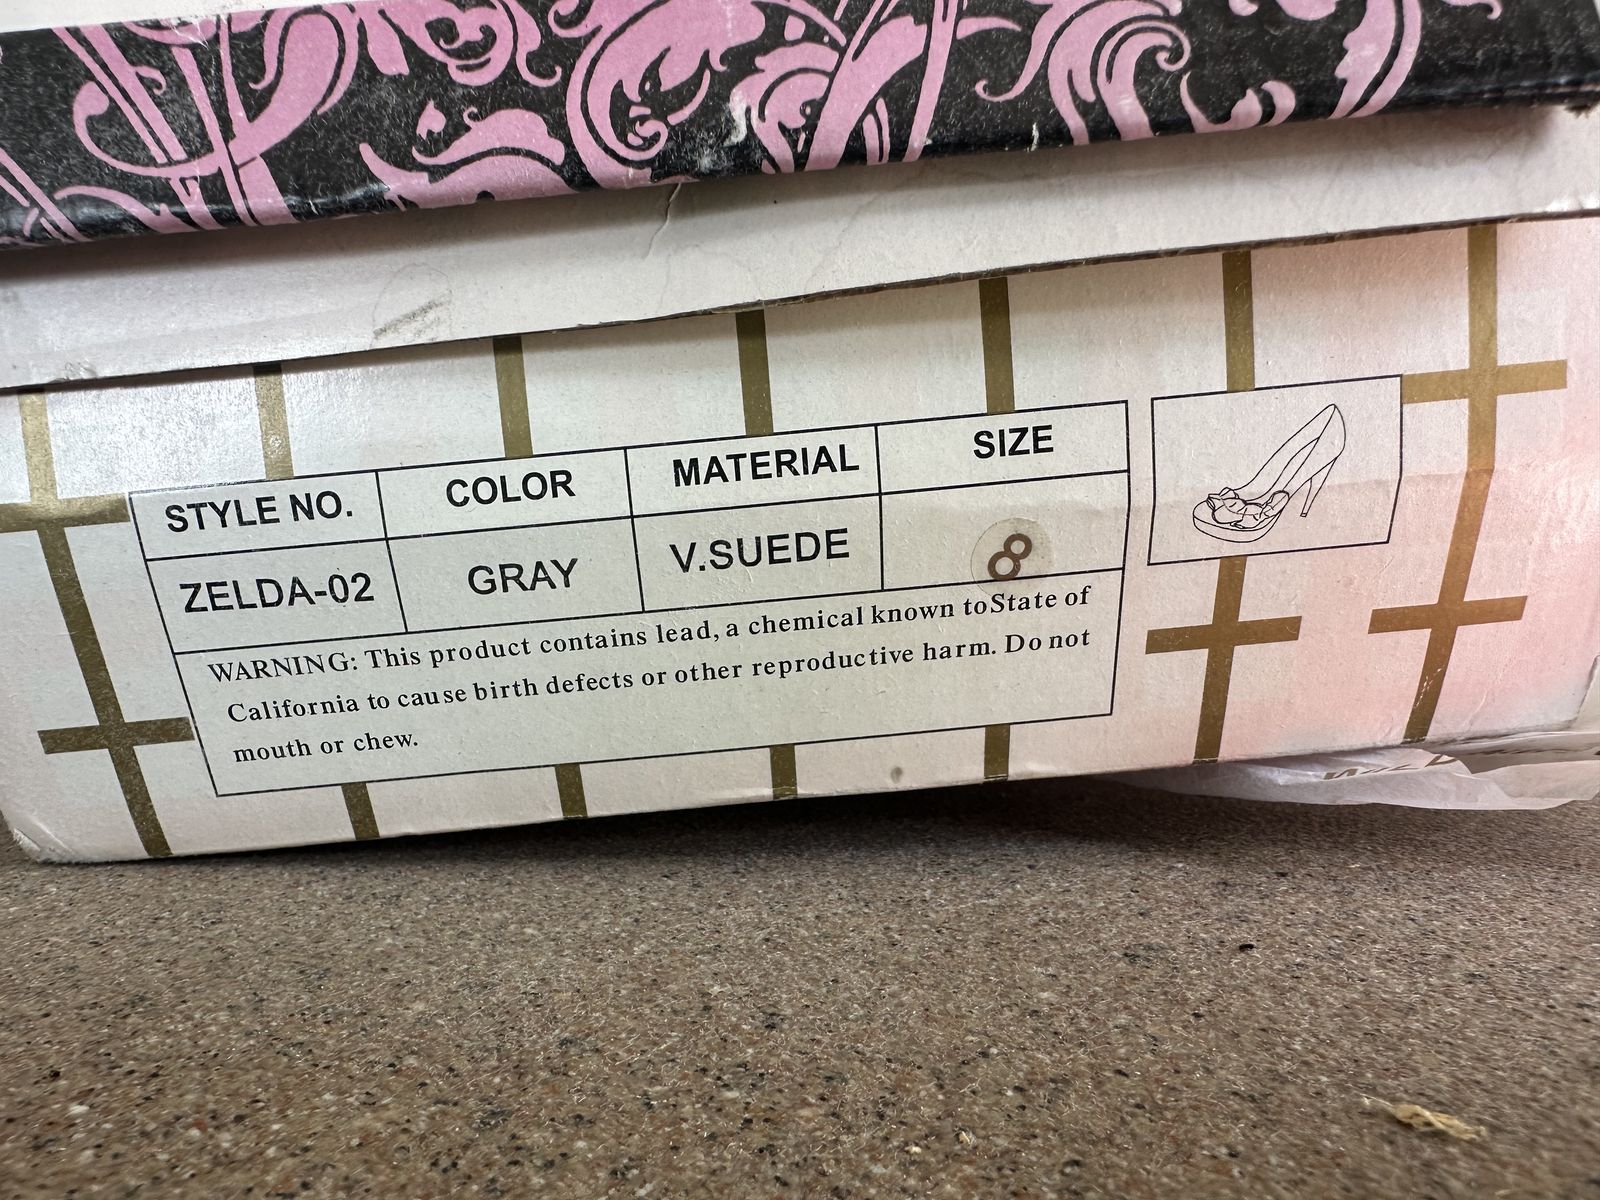 STYLE NO. COLOR MATERIAL SIZE
ZELDA-02 GRAY V.SUEDE 8
WARNING: This product contains lead, a chemical known toState of
California to cause birth defects or other reproductive harm. Do not
mouth or chew.